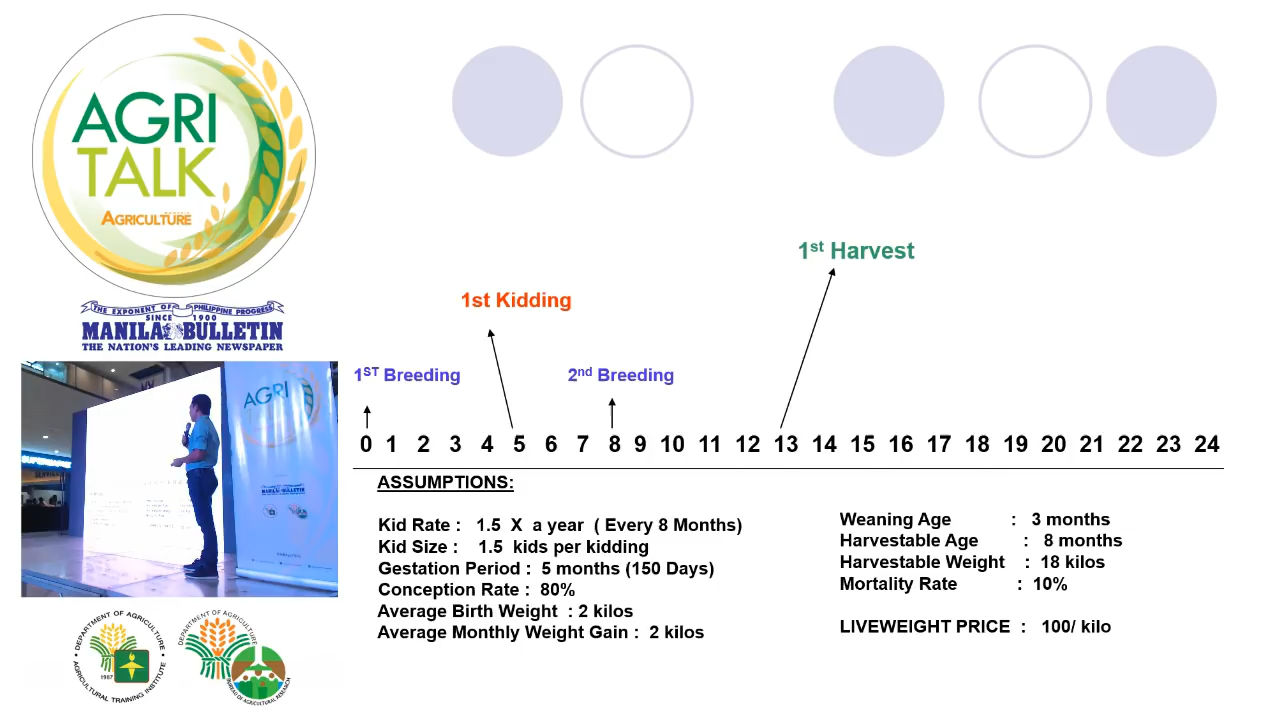 AGRI
TALK
AGRICULTURE
THE EXPONENT OF PHILIPPINE PROGRESS
SINCE 1900
MANILA BULLETIN
THE NATION'S LEADING NEWSPAPER
AGRI
DEPARTMENT OF AGRICULTURE
1987
AGRICULTURAL TRAINING INSTITUTE
DEPARTMENT OF AGRICULTURE
BUREAU OF AGRICULTURAL RESEARCH
1st Harvest
1st Kidding
1ST Breeding
2nd Breeding
0 1 2 3 4 5 6 7 8 9 10 11 12 13 14 15 16 17 18 19 20 21 22 23 24
ASSUMPTIONS:
Kid Rate : 1.5 X a year ( Every 8 Months)
Kid Size : 1.5 kids per kidding
Gestation Period : 5 months (150 Days)
Conception Rate : 80%
Average Birth Weight : 2 kilos
Average Monthly Weight Gain : 2 kilos
Weaning Age : 3 months
Harvestable Age : 8 months
Harvestable Weight : 18 kilos
Mortality Rate : 10%
LIVEWEIGHT PRICE : 100/ kilo